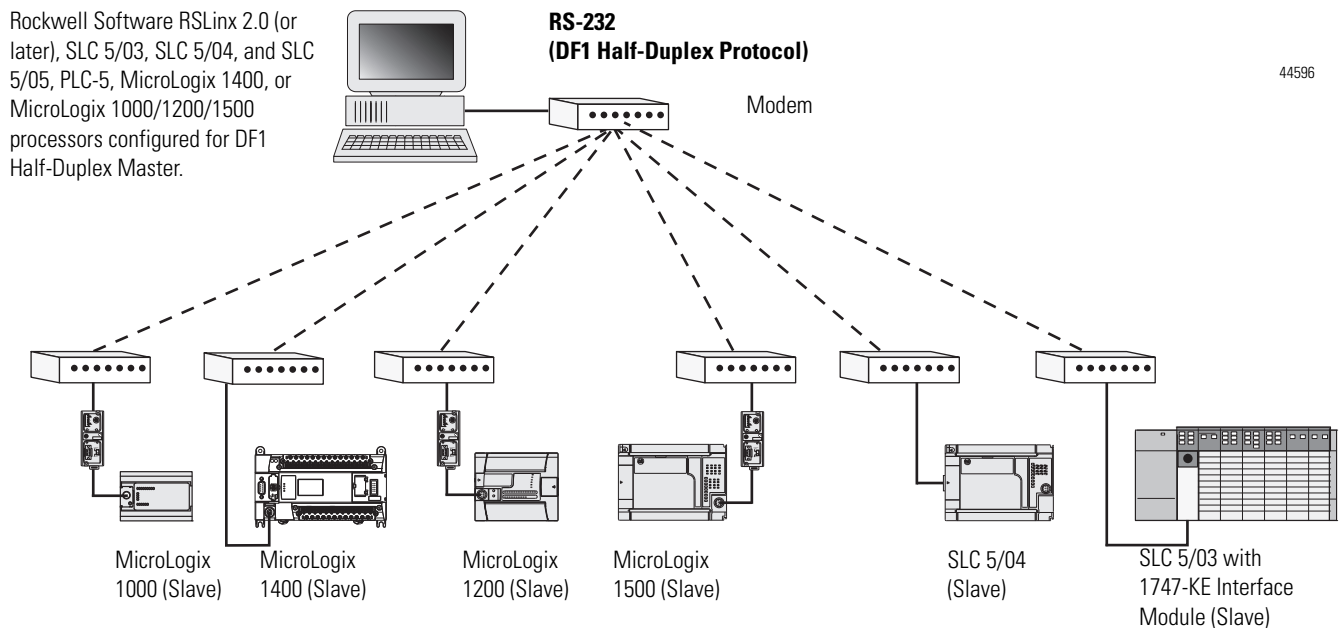 Rockwell Software RSLinx 2.0 (or
later), SLC 5/03, SLC 5/04, and SLC
5/05, PLC-5, MicroLogix 1400, or
MicroLogix 1000/1200/1500
processors configured for DF1
Half-Duplex Master.
RS-232
(DF1 Half-Duplex Protocol)
44596
Modem
MicroLogix
1000 (Slave)
MicroLogix
1400 (Slave)
MicroLogix
1200 (Slave)
MicroLogix
1500 (Slave)
SLC 5/04
(Slave)
SLC 5/03 with
1747-KE Interface
Module (Slave)